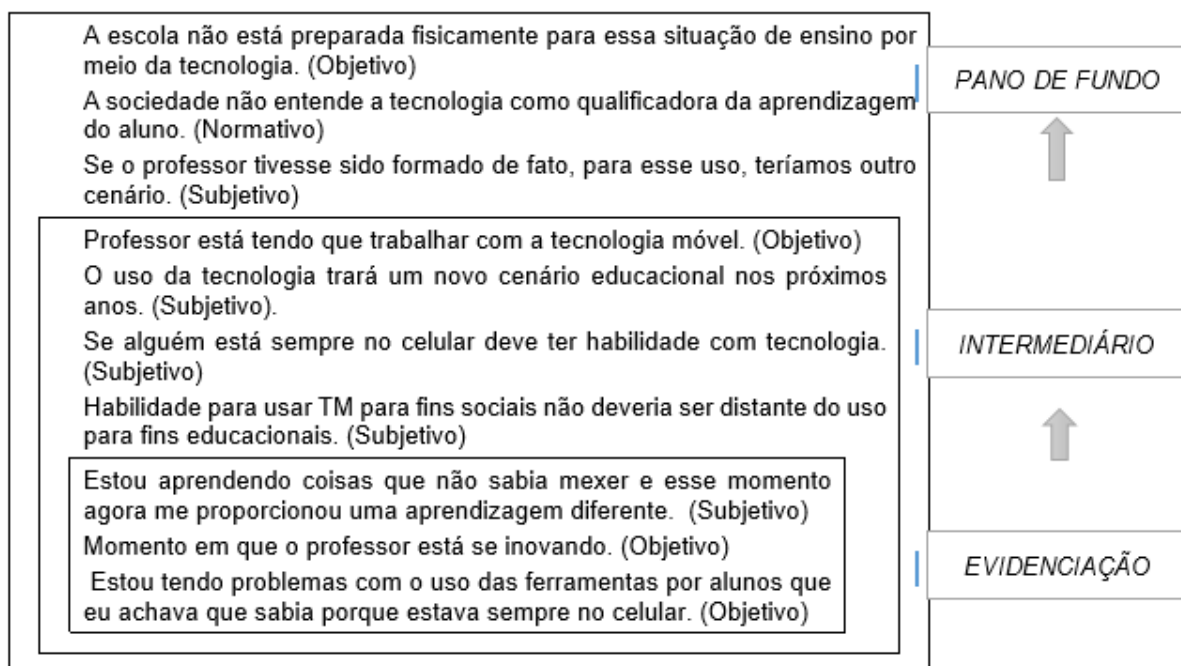 A escola não está preparada fisicamente para essa situação de ensino por
meio da tecnologia. (Objetivo)
A sociedade não entende a tecnologia como qualificadora da aprendizagem
do aluno. (Normativo)
Se o professor tivesse sido formado de fato, para esse uso, teríamos outro
cenário. (Subjetivo)
PANO DE FUNDO
Professor está tendo que trabalhar com a tecnologia móvel. (Objetivo)
O uso da tecnologia trará um novo cenário educacional nos próximos
anos. (Subjetivo).
Se alguém está sempre no celular deve ter habilidade com tecnologia.
(Subjetivo)
Habilidade para usar TM para fins sociais não deveria ser distante do uso
para fins educacionais. (Subjetivo)
INTERMEDIÁRIO
Estou aprendendo coisas que não sabia mexer e esse momento
agora me proporcionou uma aprendizagem diferente. (Subjetivo)
Momento em que o professor está se inovando. (Objetivo)
Estou tendo problemas com o uso das ferramentas por alunos que
eu achava que sabia porque estava sempre no celular. (Objetivo)
EVIDENCIAÇÃO